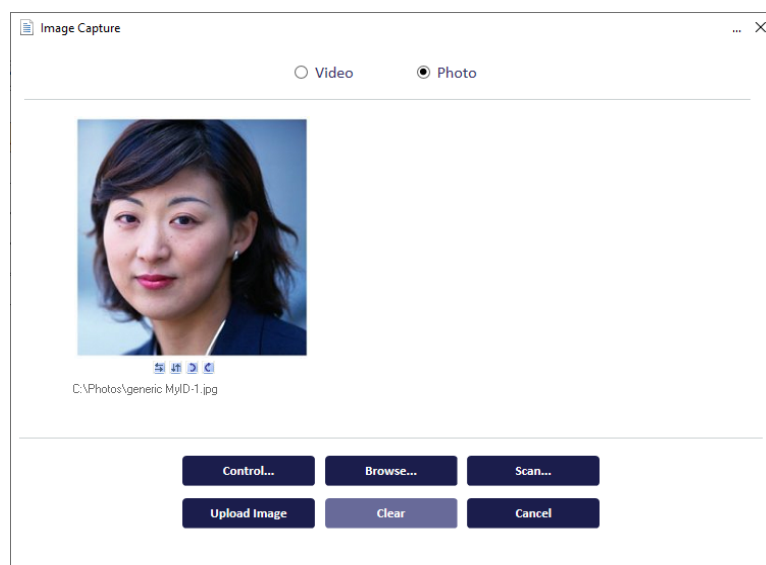 Image Capture ...
Video Photo
C:\Photos\generic MyID-1.jpg
Control... Browse... Scan...
Upload Image Clear Cancel